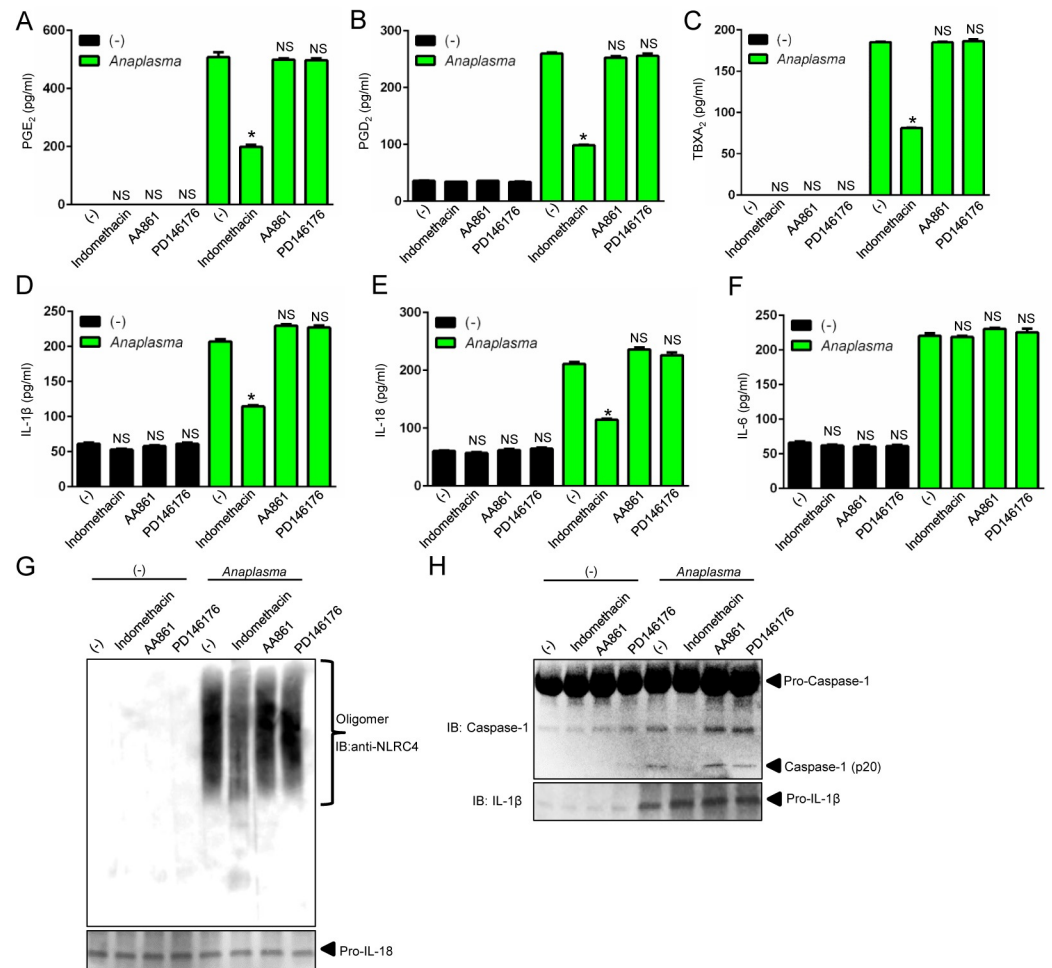 A
PGE2 (pg/ml)
600
400
200
0
(-)
Anaplasma
NS NS NS
*
NS NS
(-)
Indomethacin
AA861
PD146176
(-)
Indomethacin
AA861
PD146176
B
PGD2 (pg/ml)
300
200
100
0
(-)
Anaplasma
*
NS NS
(-)
Indomethacin
AA861
PD146176
(-)
Indomethacin
AA861
PD146176
C
TBXA2 (pg/ml)
200
150
100
50
0
(-)
Anaplasma
NS NS NS
*
NS NS
(-)
Indomethacin
AA861
PD146176
(-)
Indomethacin
AA861
PD146176
D
IL-1β (pg/ml)
250
200
150
100
50
0
(-)
Anaplasma
NS NS NS
*
NS NS
(-)
Indomethacin
AA861
PD146176
(-)
Indomethacin
AA861
PD146176
E
IL-18 (pg/ml)
300
200
100
0
(-)
Anaplasma
NS NS NS
*
NS NS
(-)
Indomethacin
AA861
PD146176
(-)
Indomethacin
AA861
PD146176
F
IL-6 (pg/ml)
250
200
150
100
50
0
(-)
Anaplasma
NS NS NS
NS NS NS
(-)
Indomethacin
AA861
PD146176
(-)
Indomethacin
AA861
PD146176
G
(-)
Anaplasma
(-)
Indomethacin
AA861
PD146176
(-)
Indomethacin
AA861
PD146176
Oligomer
IB:anti-NLRC4
Pro-IL-18
H
(-)
Anaplasma
(-)
Indomethacin
AA861
PD146176
(-)
Indomethacin
AA861
PD146176
Pro-Caspase-1
IB: Caspase-1
Caspase-1 (p20)
IB: IL-1β
Pro-IL-1β